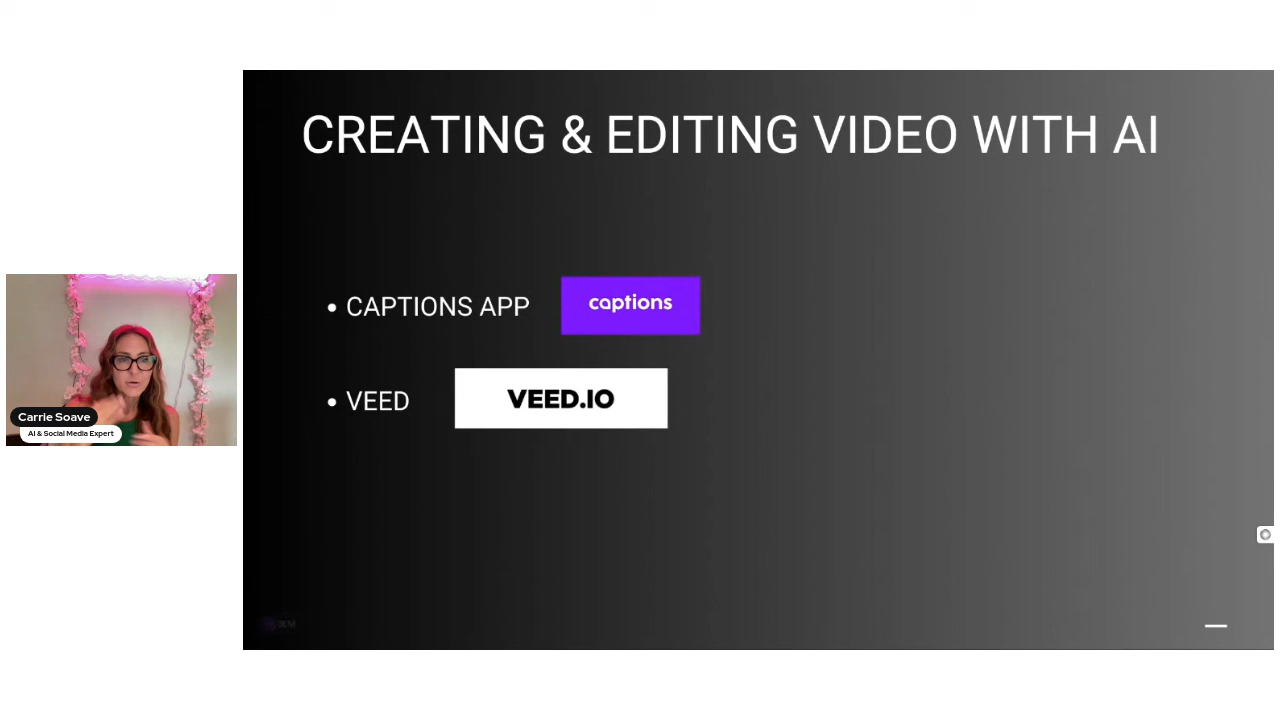 CREATING & EDITING VIDEO WITH AI
• CAPTIONS APP
captions
• VEED
VEED.IO
Carrie Soave
AI & Social Media Expert